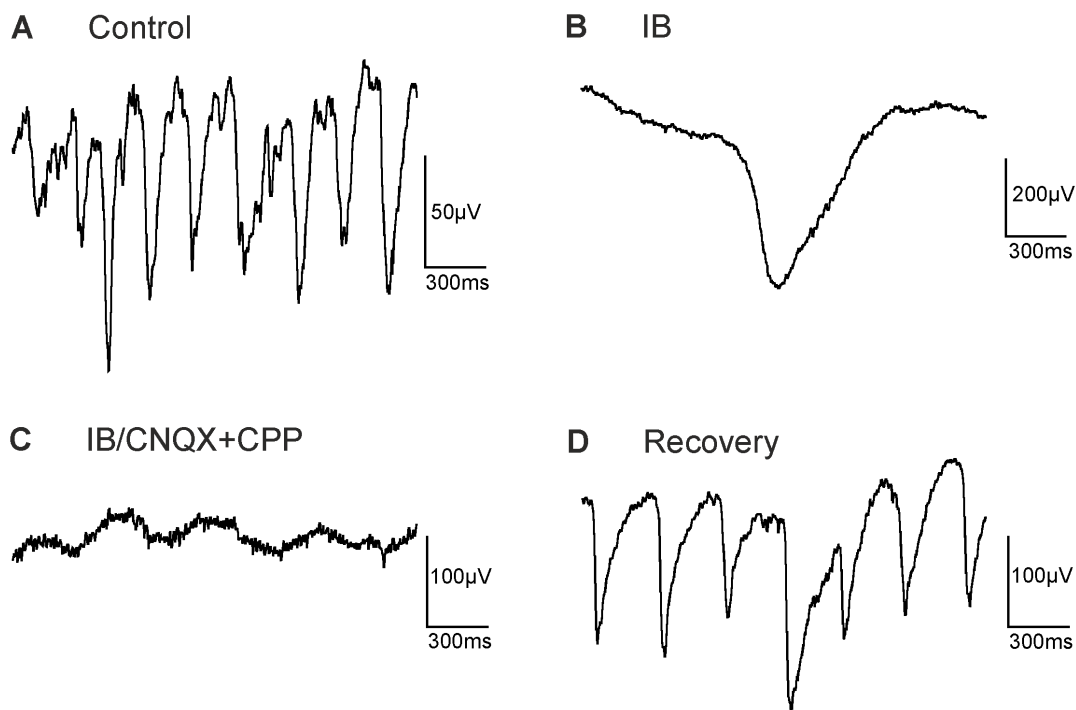 A Control
50µV
300ms
B IB
200µV
300ms
C IB/CNQX+CPP
100µV
300ms
D Recovery
100µV
300ms